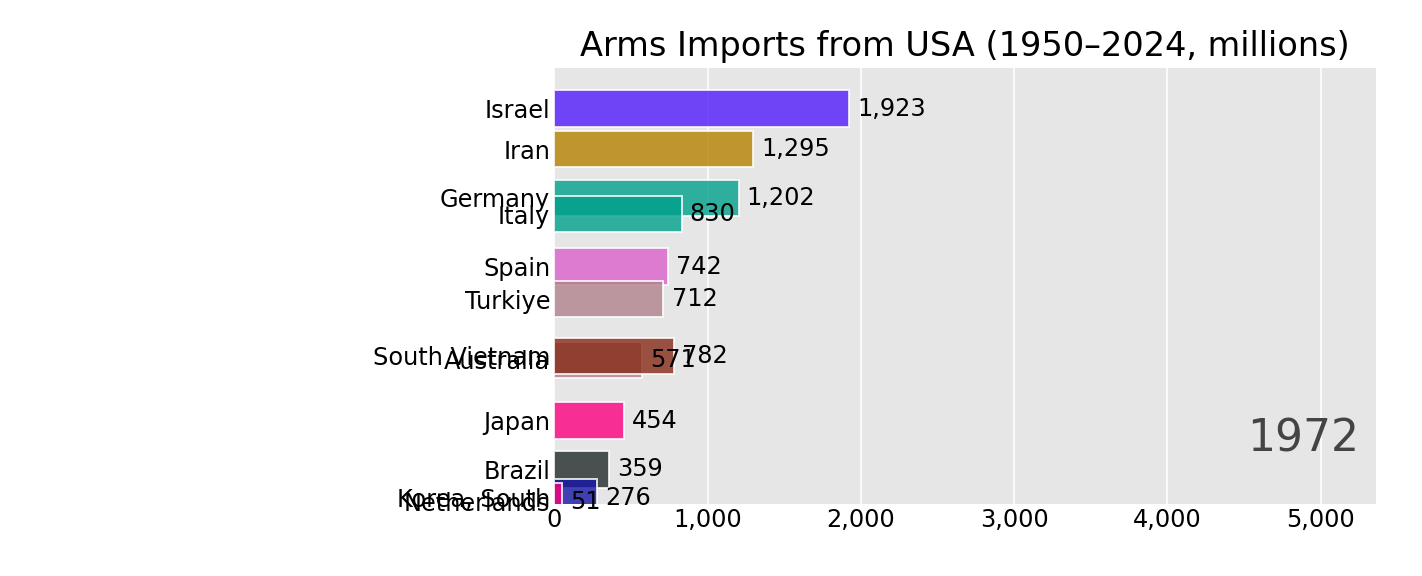 Arms Imports from USA (1950–2024, millions)
Israel 1,923
Iran 1,295
Germany 1,202
Italy 830
Spain 742
Turkiye 712
South Vietnam 782
Australia 571
Japan 454
1972
Brazil 359
Korea, South 276
Netherlands 51
0 1,000 2,000 3,000 4,000 5,000